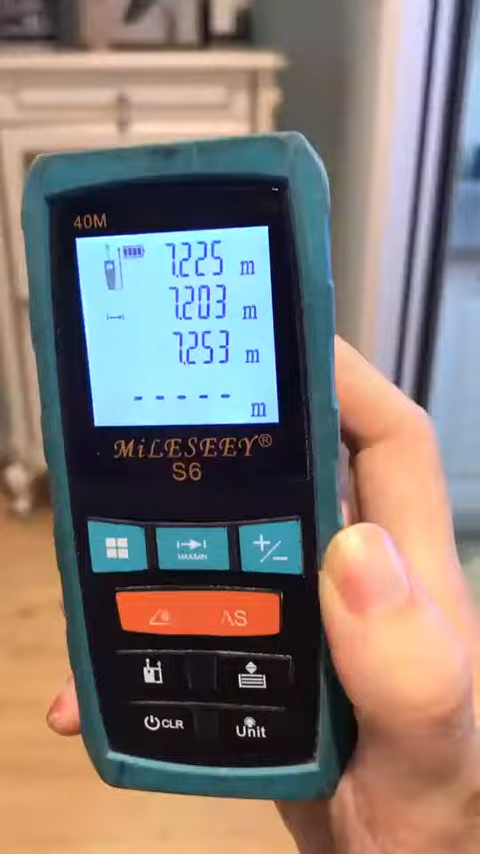 40M
7.225 m
7.203 m
7.253 m
- - - - - m
MiLESEEY®
S6
MAX/MIN
+/-
AS
CLR
Unit